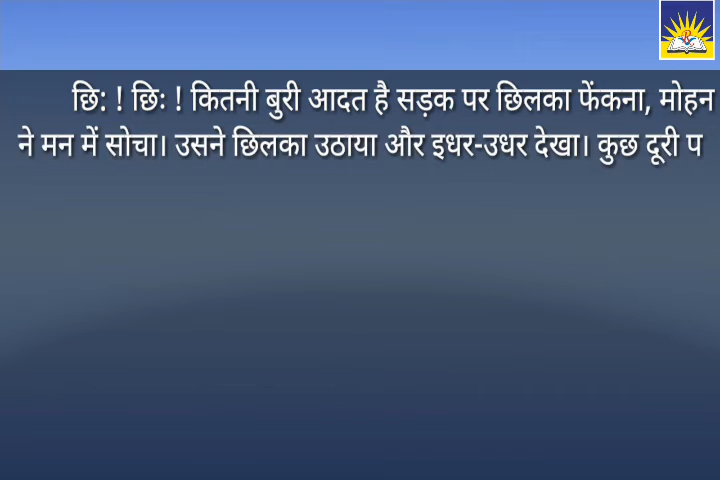 छि: ! छिः ! कितनी बुरी आदत है सड़क पर छिलका फेंकना, मोहन
ने मन में सोचा। उसने छिलका उठाया और इधर-उधर देखा। कुछ दूरी प